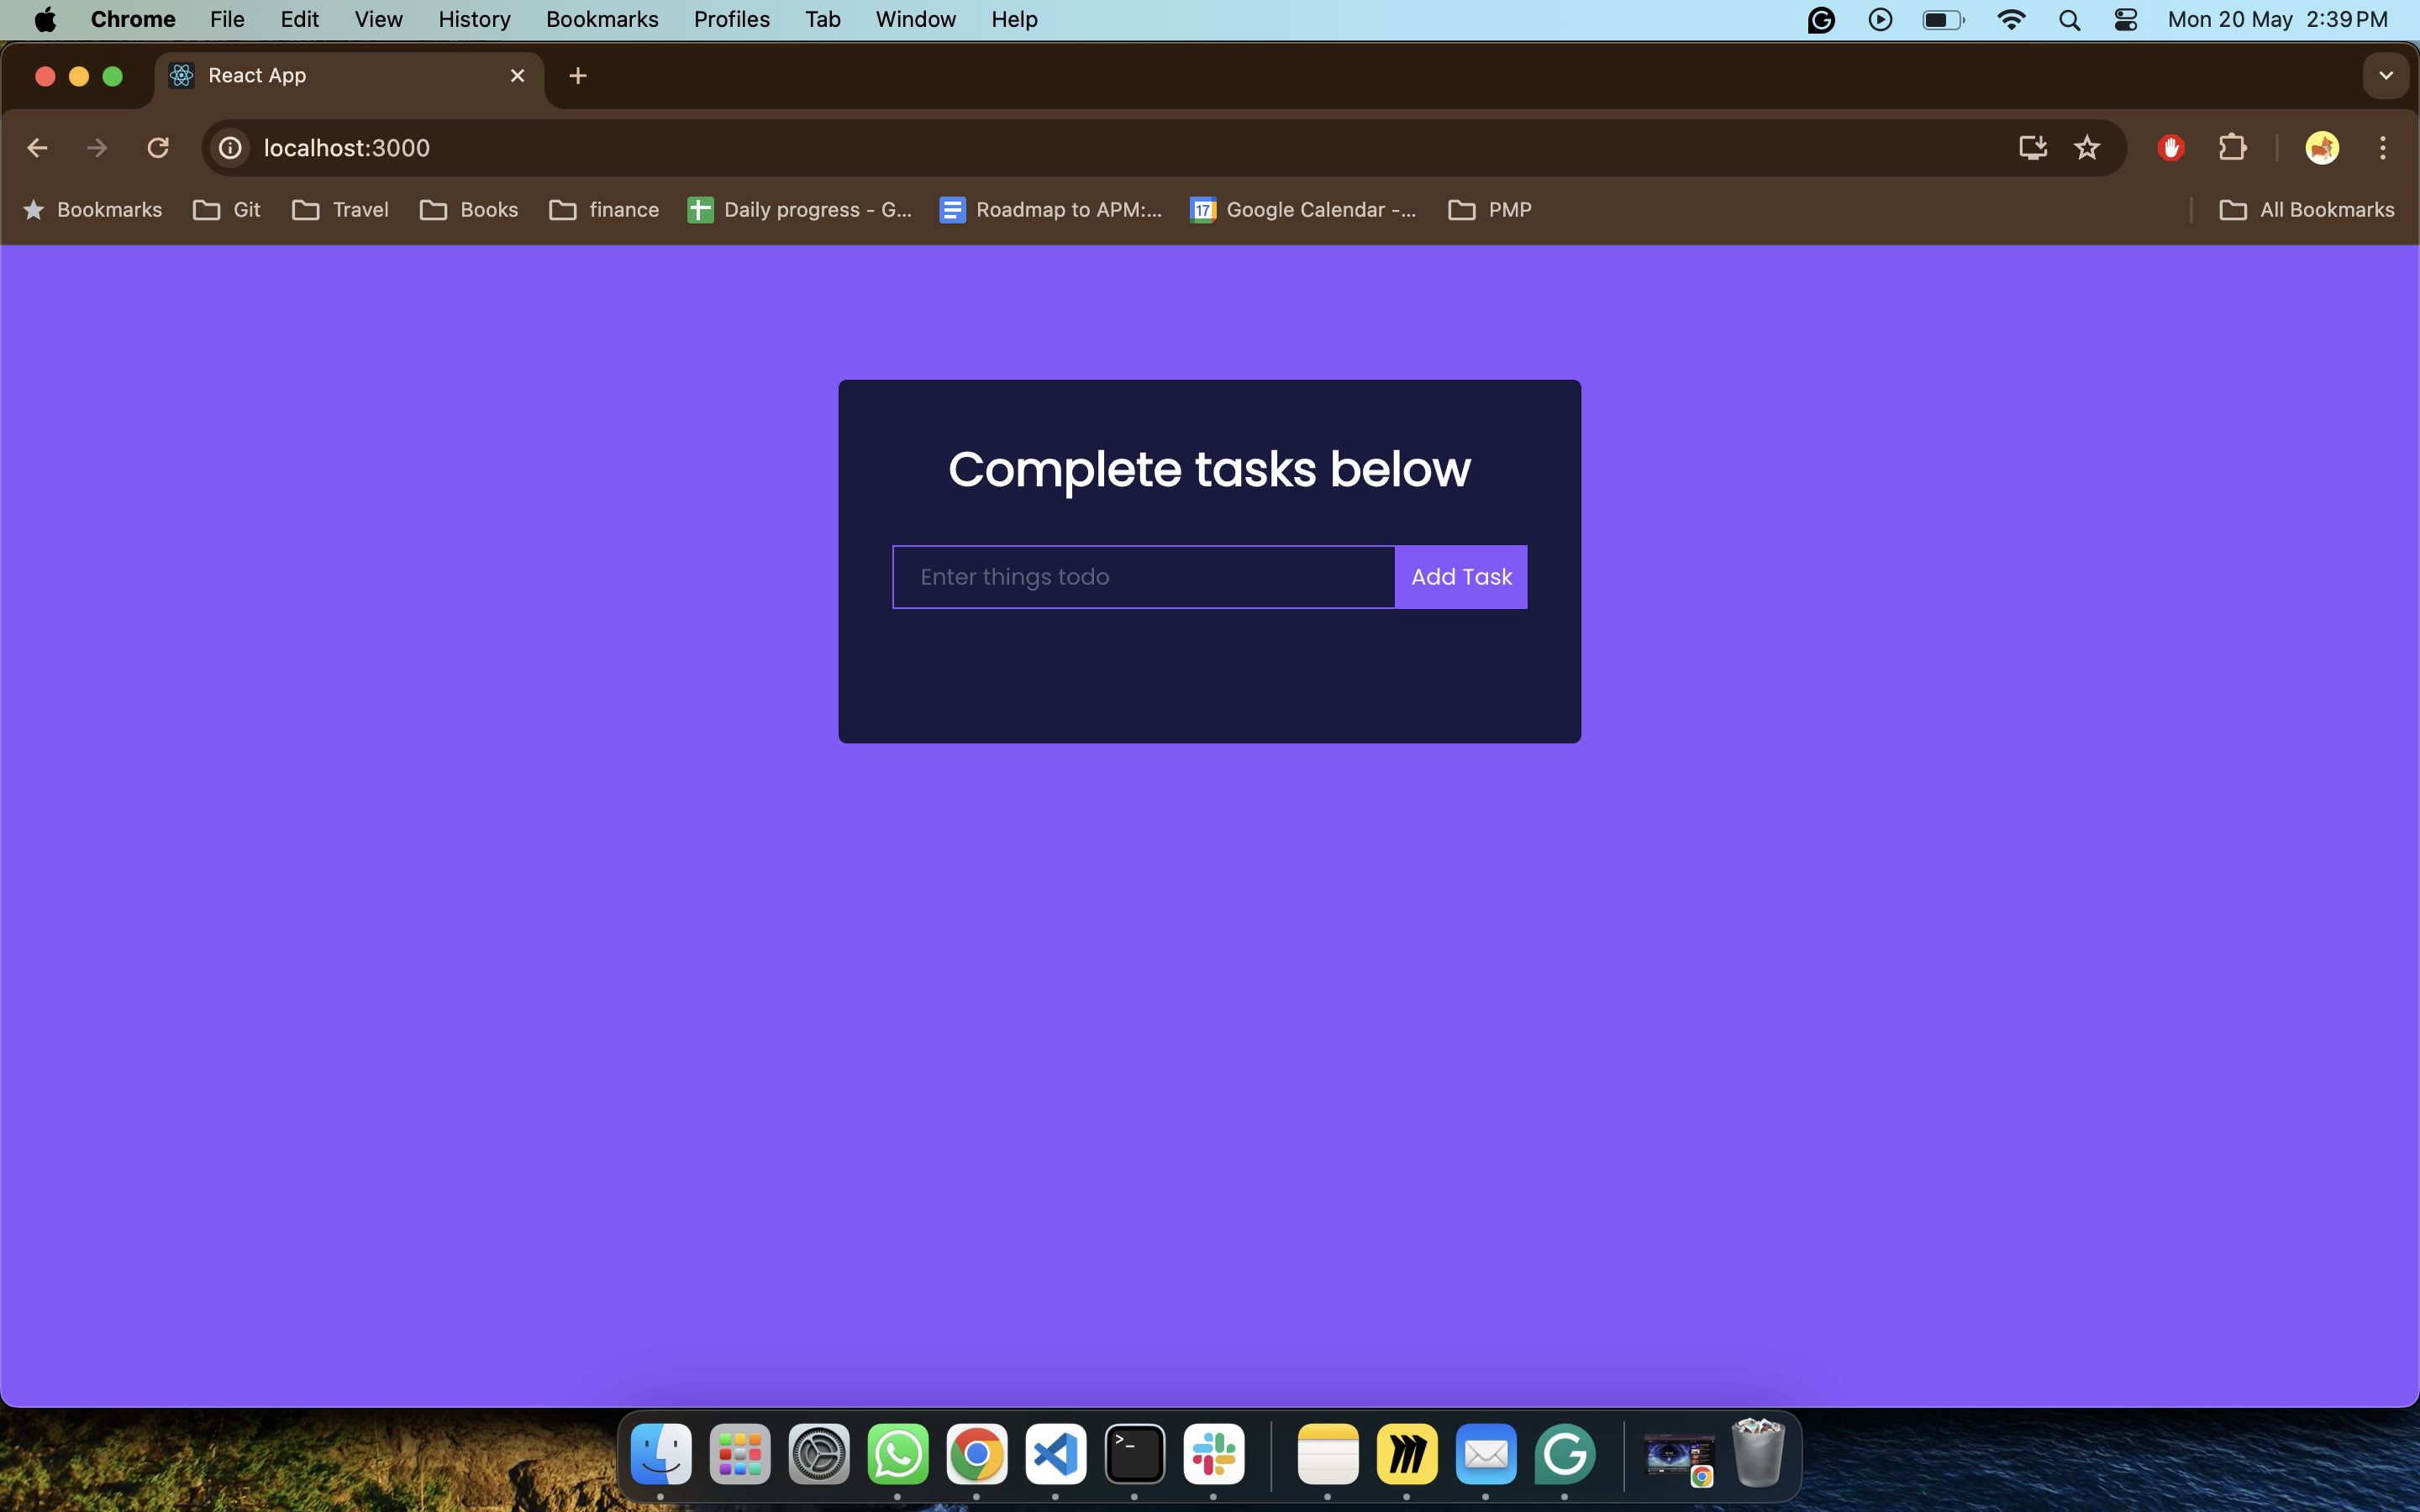 Chrome File Edit View History Bookmarks Profiles Tab Window Help Mon 20 May 2:39 PM
React App
localhost:3000
Bookmarks Git Travel Books finance Daily progress - G... Roadmap to APM:... 17 Google Calendar -... PMP All Bookmarks
Complete tasks below
Enter things todo Add Task